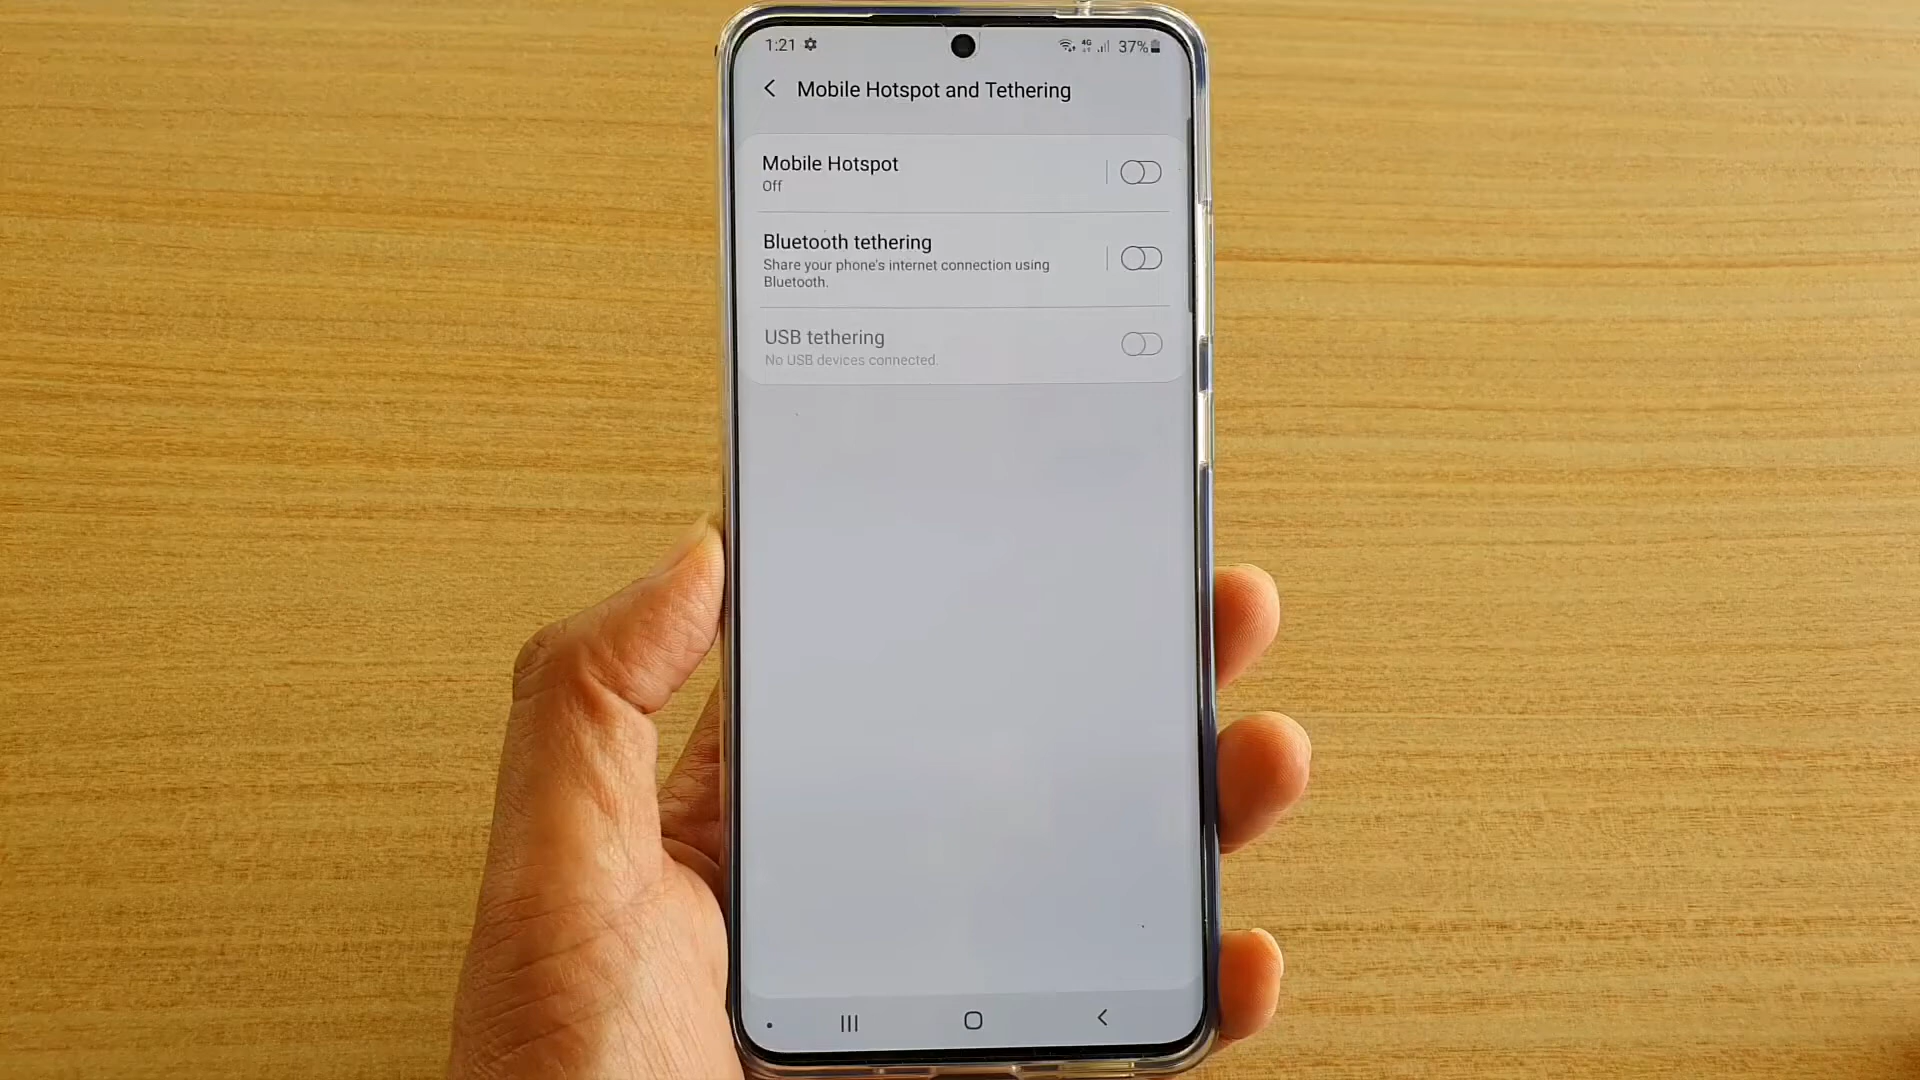 1:21 4G 37%
Mobile Hotspot and Tethering
Mobile Hotspot
Off
Bluetooth tethering
Share your phone's internet connection using
Bluetooth.
USB tethering
No USB devices connected.